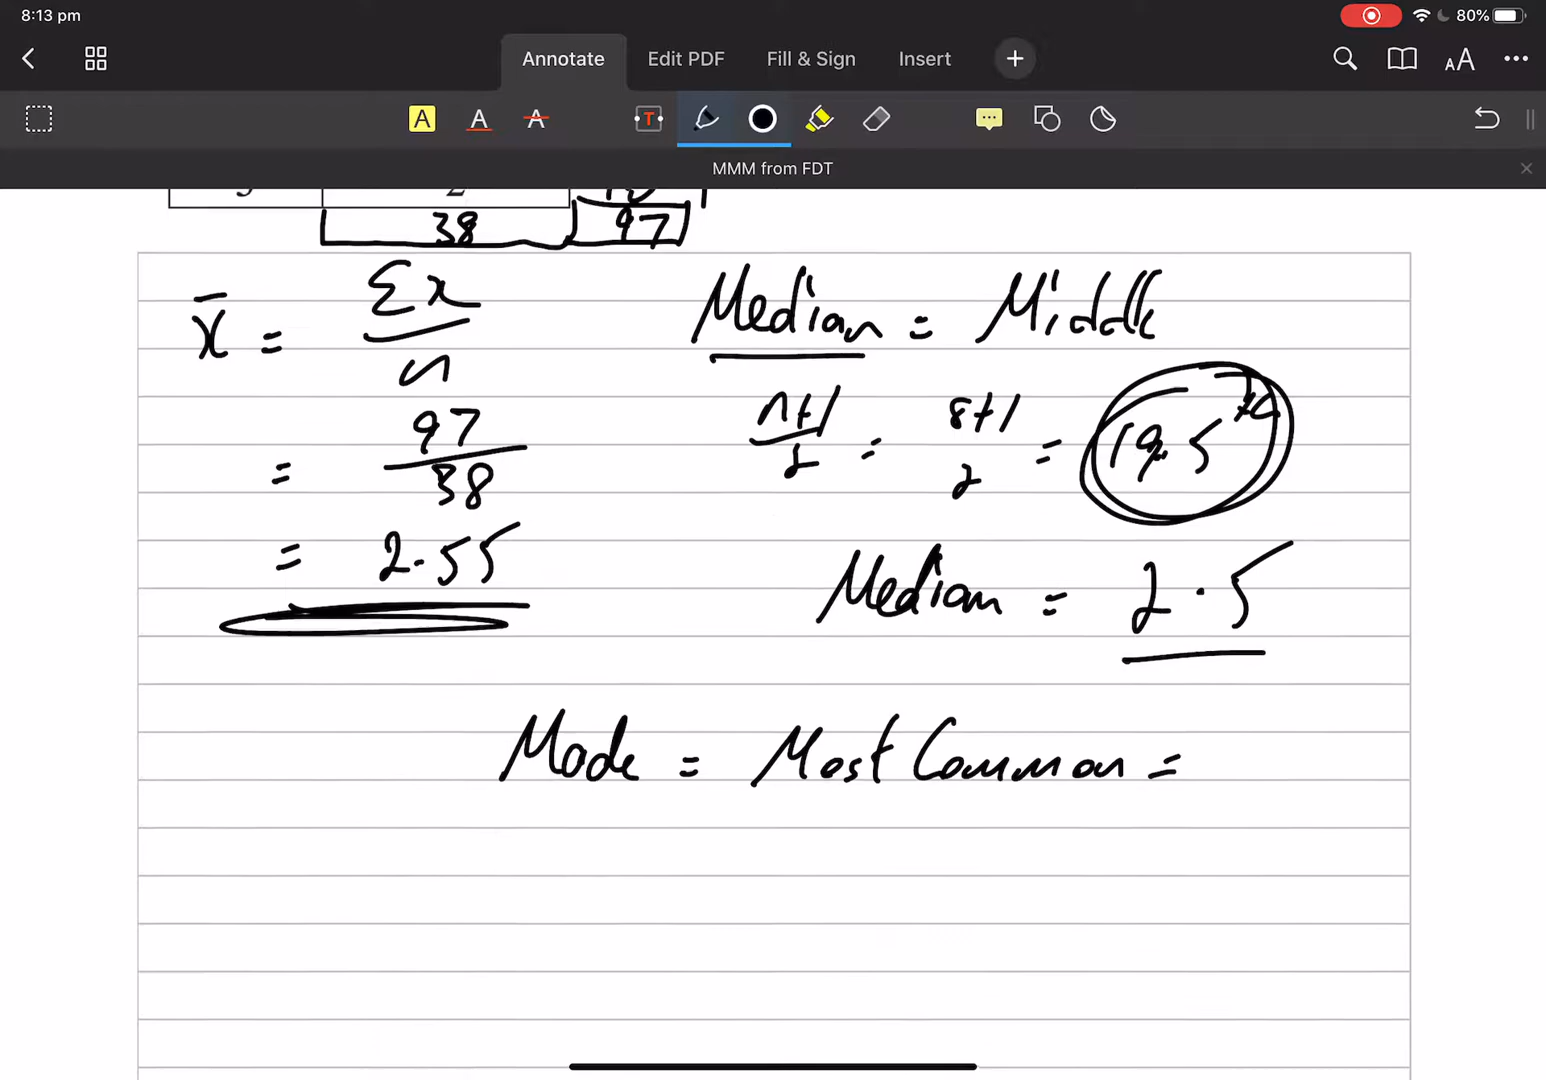 8:13 pm
80%
Annotate
Edit PDF
Fill & Sign
Insert
A A A T AA
MMM from FDT
38 97
x̄ = Σx / n
= 97 / 38
= 2.55
Median = Middle
n+1 / 2 = 8+1 / 2 = 19.5
Median = 2.5
Mode = Most Common =